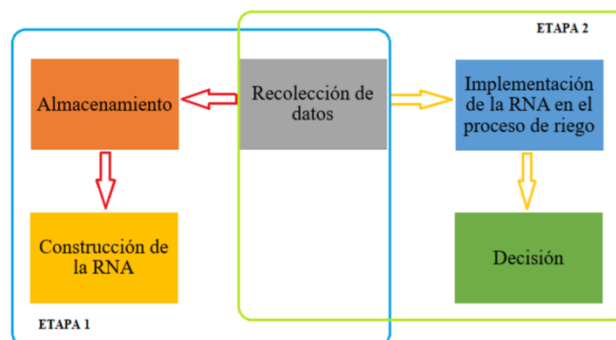 ETAPA 2
Almacenamiento
Recolección de
datos
Implementación
de la RNA en el
proceso de riego
Construcción de
la RNA
Decisión
ETAPA 1